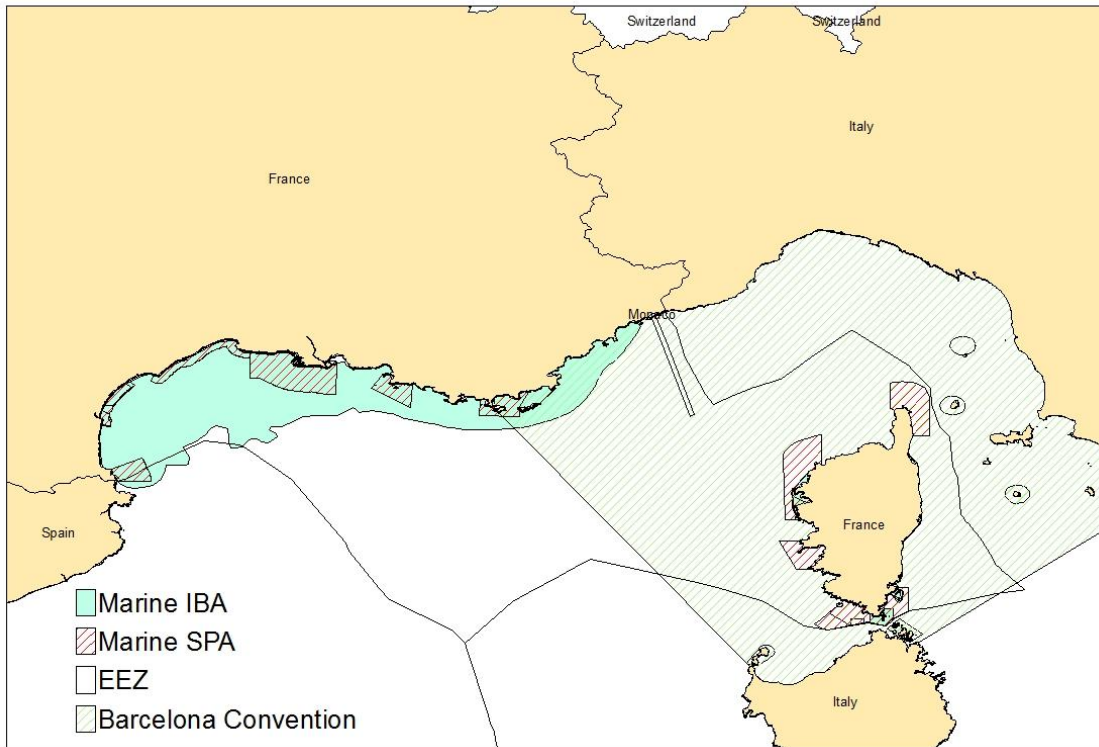 Switzerland
Switzerland
Italy
France
Monaco
Spain
France
Italy
Marine IBA
Marine SPA
EEZ
Barcelona Convention